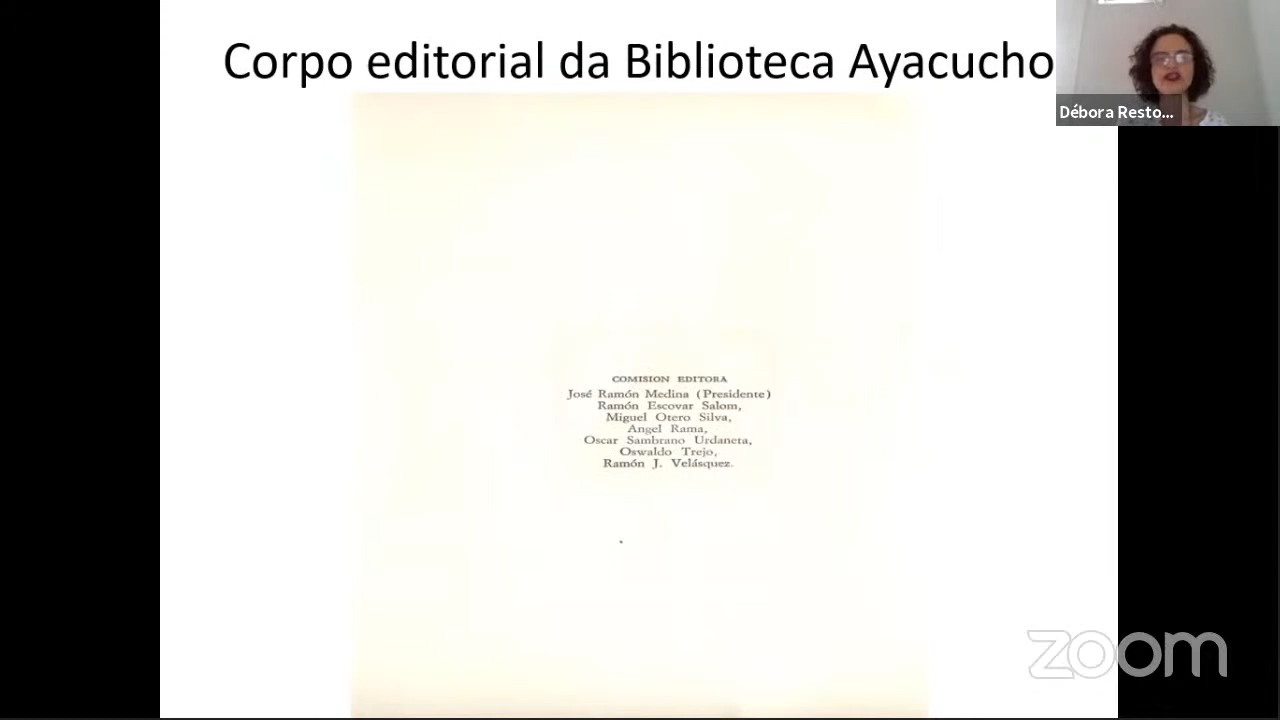 Corpo editorial da Biblioteca Ayacucho
Débora Resto...
COMISION EDITORA
José Ramón Medina (Presidente)
Ramón Escovar Salom,
Miguel Otero Silva,
Angel Rama,
Oscar Sambrano Urdaneta,
Oswaldo Trejo,
Ramón J. Velásquez.
zoom